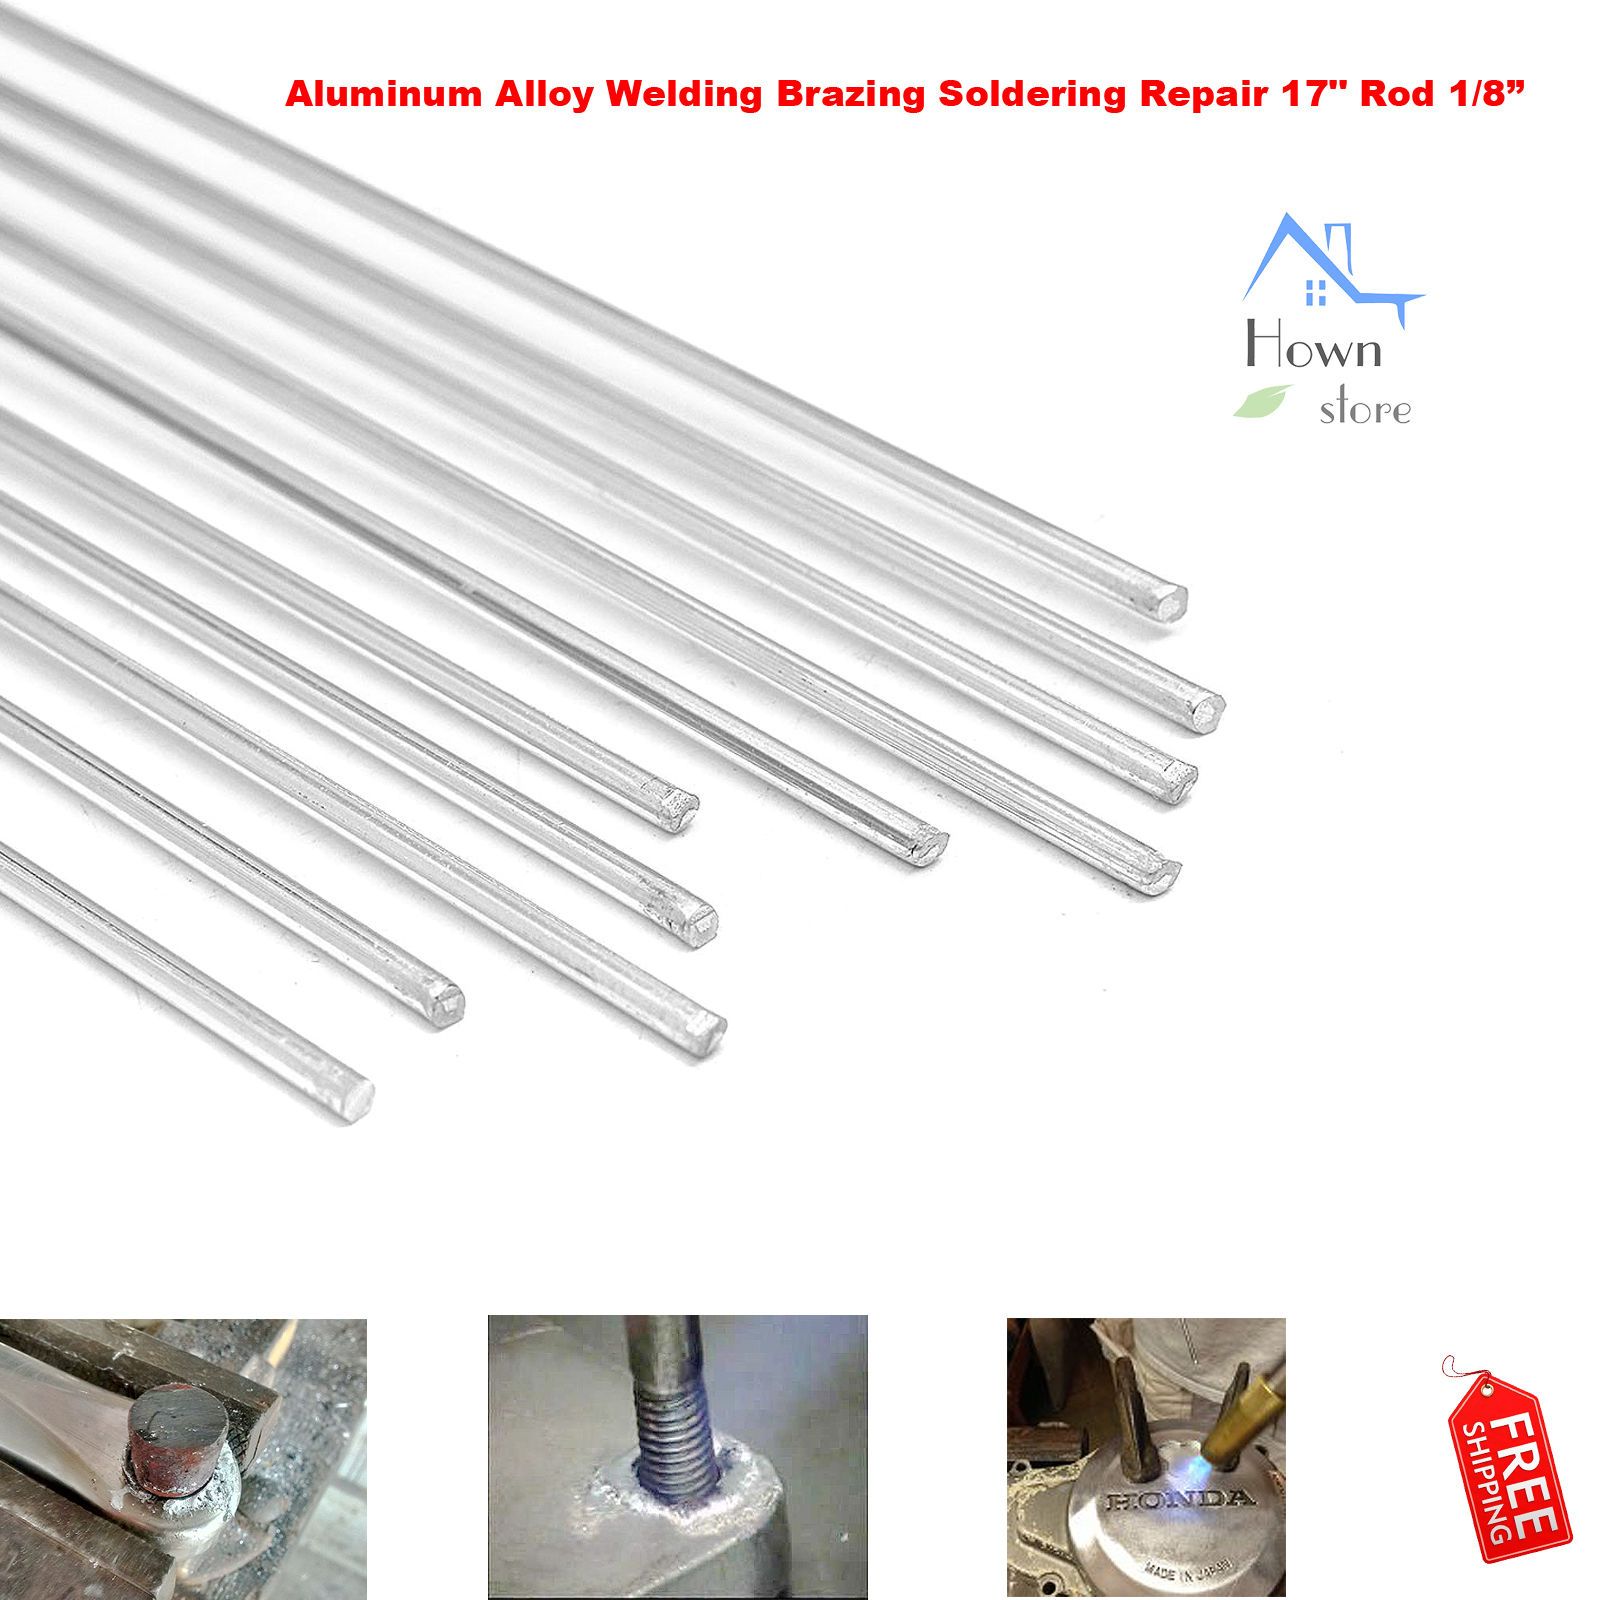 Aluminum Alloy Welding Brazing Soldering Repair 17" Rod 1/8”
Hown
store
HONDA
MADE IN JAPAN
FREE
SHIPPING